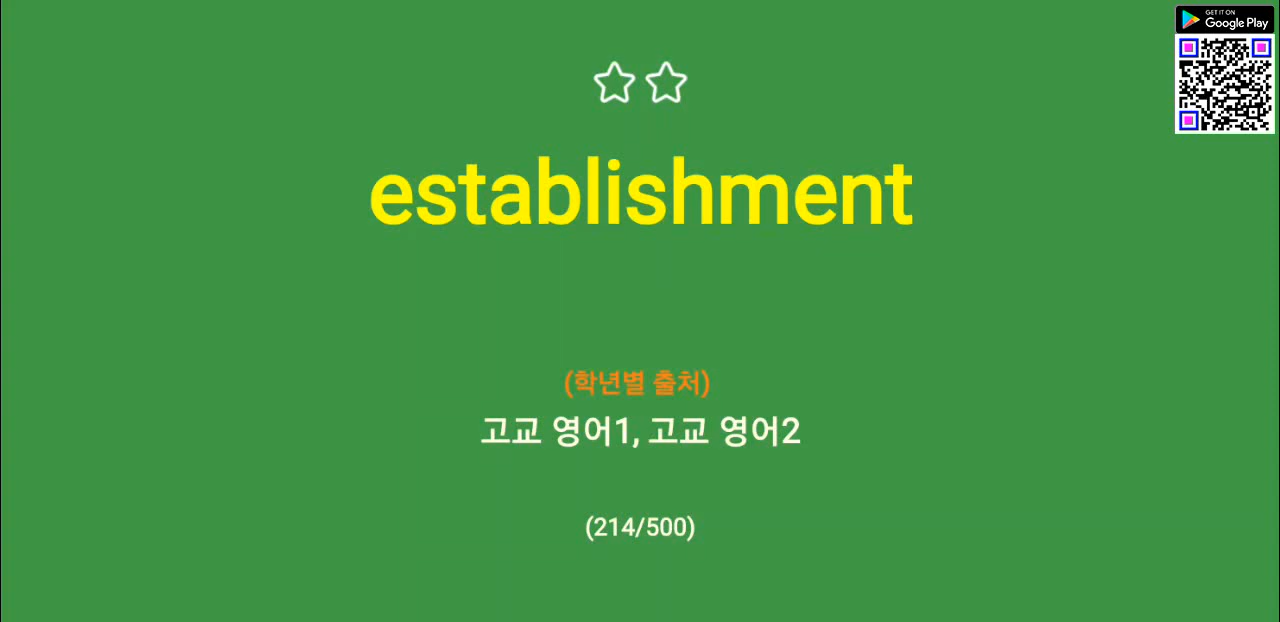 GET IT ON
Google Play
establishment
(학년별 출처)
고교 영어1, 고교 영어2
(214/500)